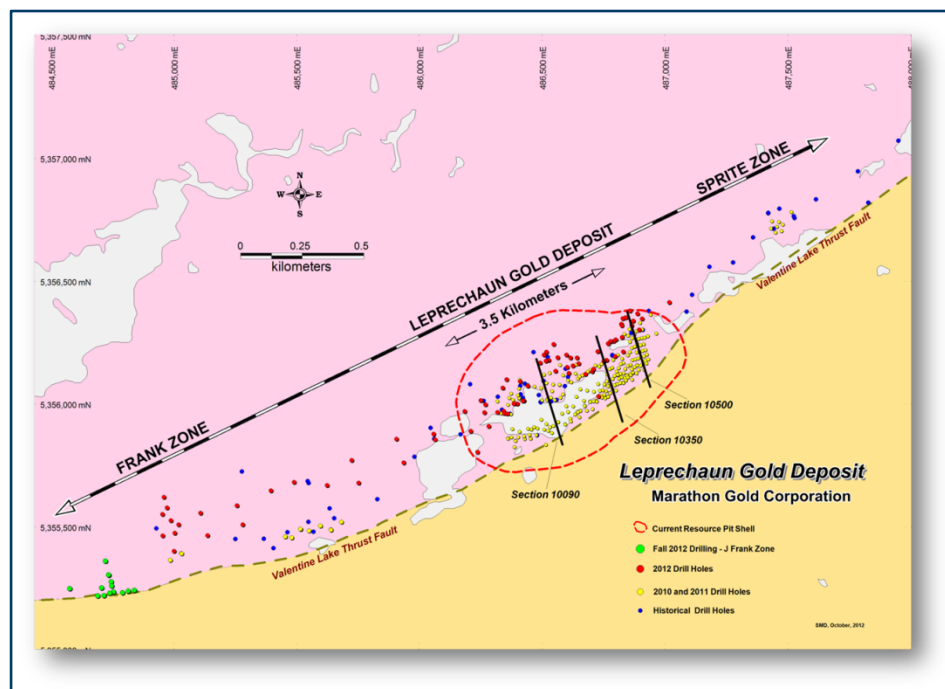 5,357,500 mN
484,500 mE
485,000 mE
485,500 mE
486,000 mE
486,500 mE
487,000 mE
487,500 mE
5,357,000 mN
N
W E
S
0 0.25 0.5
kilometers
SPRITE ZONE
LEPRECHAUN GOLD DEPOSIT
3.5 Kilometers
FRANK ZONE
Valentine Lake Thrust Fault
5,356,500 mN
5,356,000 mN
Section 10500
Section 10350
Section 10090
5,355,500 mN
Valentine Lake Thrust Fault
Leprechaun Gold Deposit
Marathon Gold Corporation
Current Resource Pit Shell
Fall 2012 Drilling - J Frank Zone
2012 Drill Holes
2010 and 2011 Drill Holes
Historical Drill Holes
SMD, October, 2012